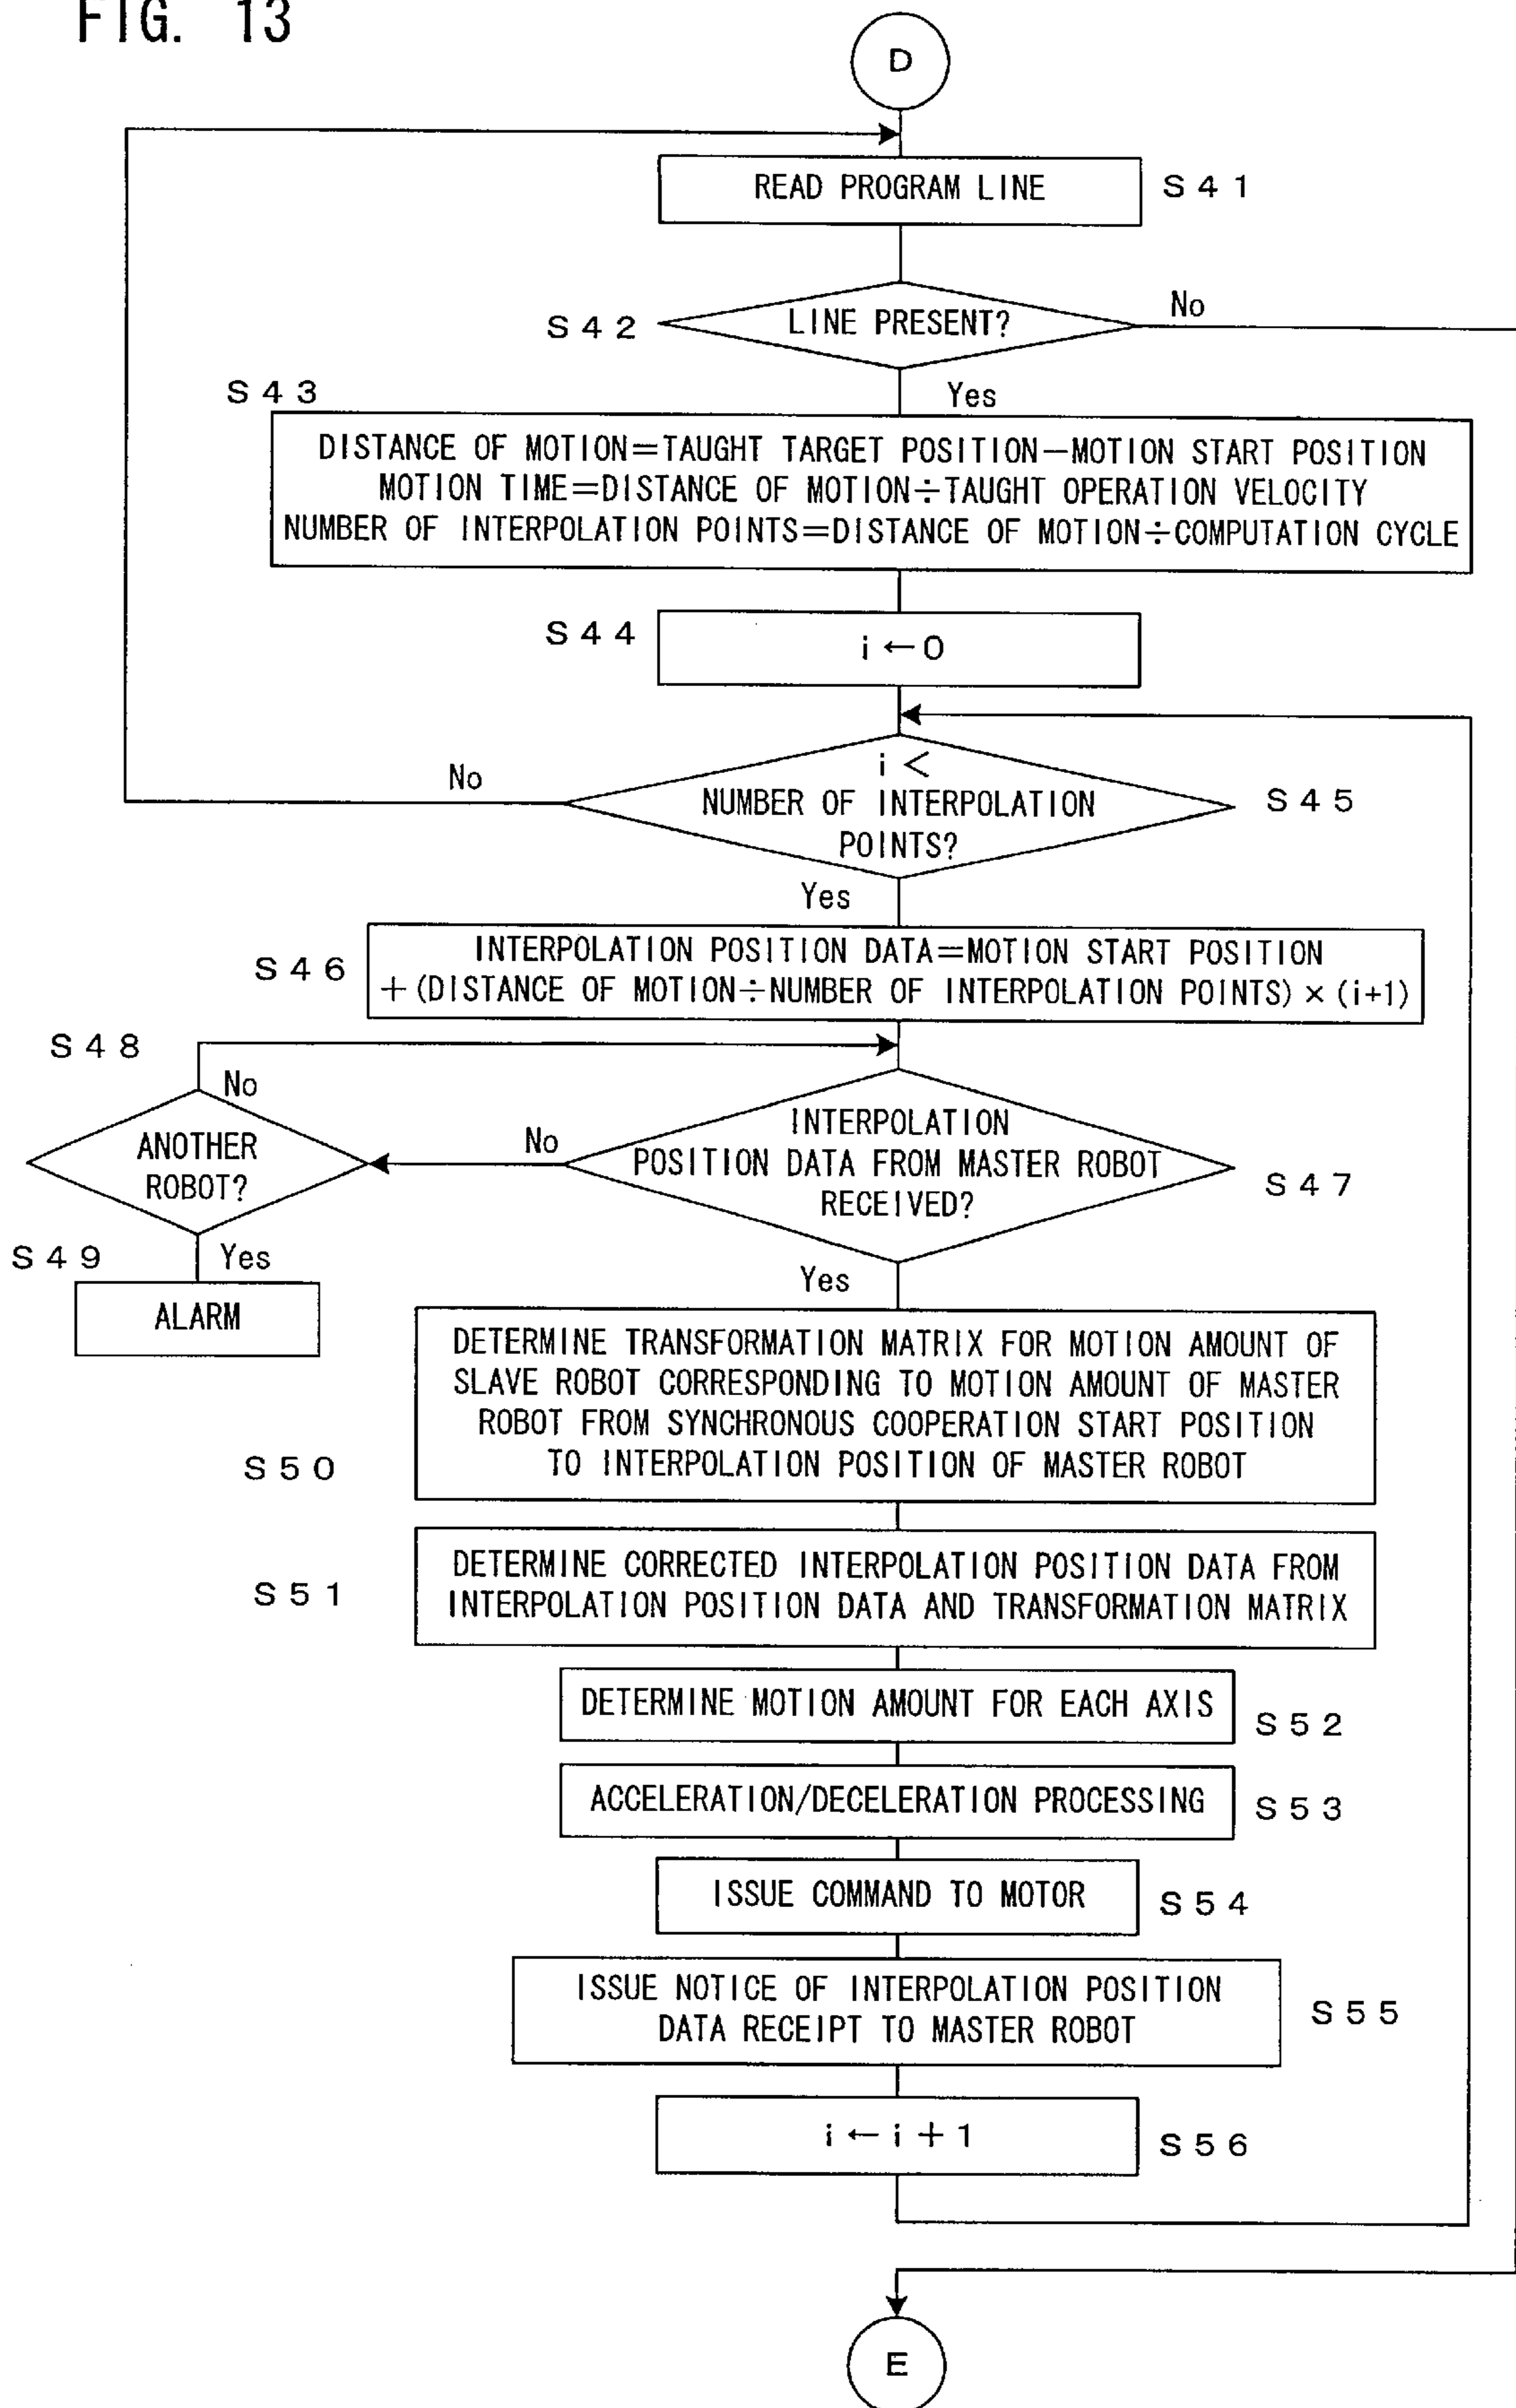 FIG. 13
D
READ PROGRAM LINE
S41
LINE PRESENT?
S42
No
Yes
S43
DISTANCE OF MOTION=TAUGHT TARGET POSITION−MOTION START POSITION
MOTION TIME=DISTANCE OF MOTION÷TAUGHT OPERATION VELOCITY
NUMBER OF INTERPOLATION POINTS=DISTANCE OF MOTION÷COMPUTATION CYCLE
S44
i←0
i <
NUMBER OF INTERPOLATION
POINTS?
S45
No
Yes
S46
INTERPOLATION POSITION DATA=MOTION START POSITION
+(DISTANCE OF MOTION÷NUMBER OF INTERPOLATION POINTS)×(i+1)
S48
No
ANOTHER
ROBOT?
No
INTERPOLATION
POSITION DATA FROM MASTER ROBOT
RECEIVED?
S47
S49
Yes
ALARM
Yes
DETERMINE TRANSFORMATION MATRIX FOR MOTION AMOUNT OF
SLAVE ROBOT CORRESPONDING TO MOTION AMOUNT OF MASTER
ROBOT FROM SYNCHRONOUS COOPERATION START POSITION
TO INTERPOLATION POSITION OF MASTER ROBOT
S50
DETERMINE CORRECTED INTERPOLATION POSITION DATA FROM
INTERPOLATION POSITION DATA AND TRANSFORMATION MATRIX
S51
DETERMINE MOTION AMOUNT FOR EACH AXIS
S52
ACCELERATION/DECELERATION PROCESSING
S53
ISSUE COMMAND TO MOTOR
S54
ISSUE NOTICE OF INTERPOLATION POSITION
DATA RECEIPT TO MASTER ROBOT
S55
i←i+1
S56
E